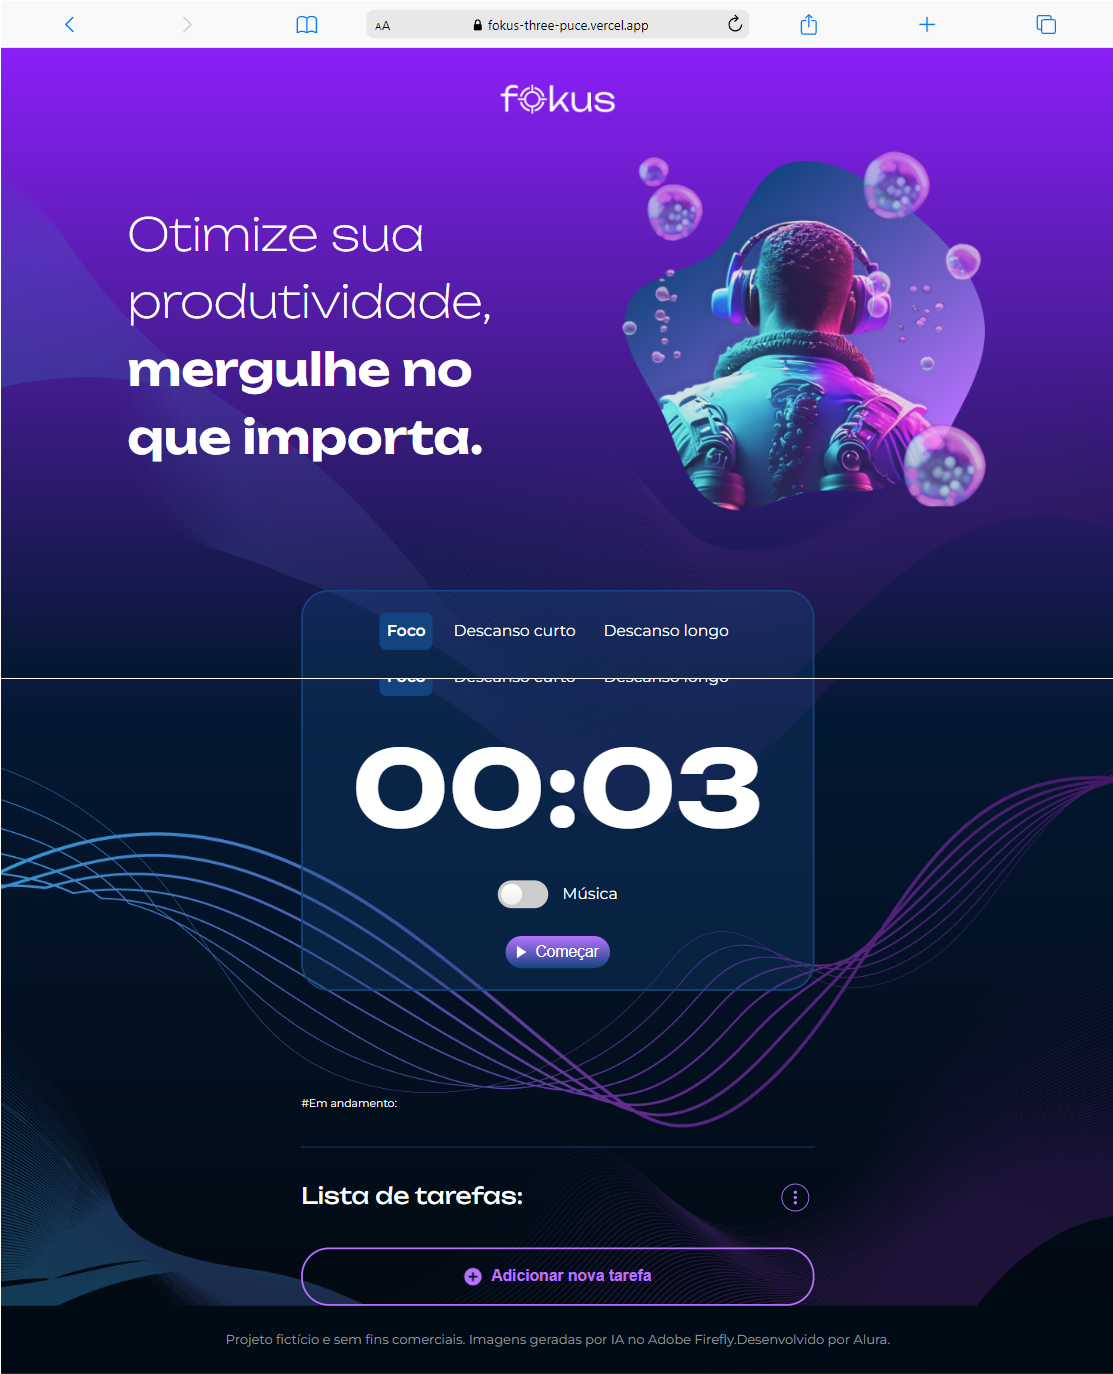 AA
fokus-three-puce.vercel.app
fokus
Otimize sua
produtividade,
mergulhe no
que importa.
Foco Descanso curto Descanso longo
Foco Descanso curto Descanso longo
00:03
Música
Começar
#Em andamento:
Lista de tarefas:
Adicionar nova tarefa
Projeto fictício e sem fins comerciais. Imagens geradas por IA no Adobe Firefly.Desenvolvido por Alura.